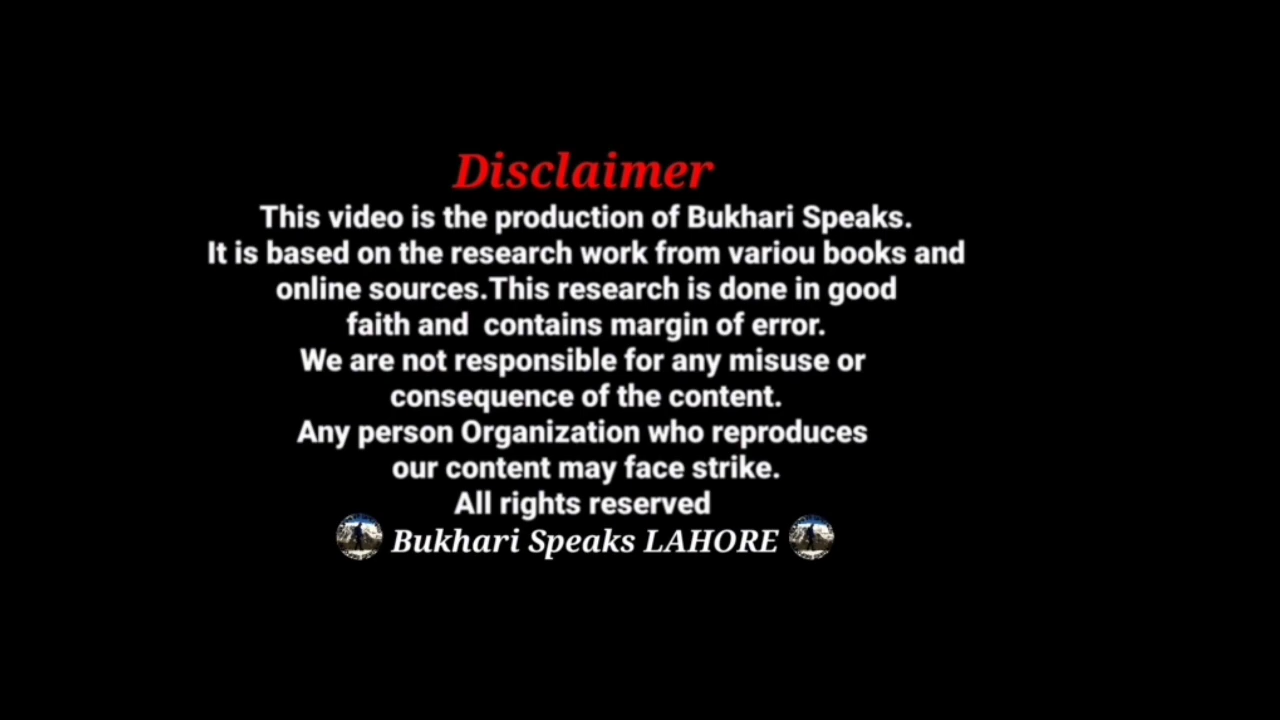 Disclaimer
This video is the production of Bukhari Speaks.
It is based on the research work from variou books and
online sources.This research is done in good
faith and  contains margin of error.
We are not responsible for any misuse or
consequence of the content.
Any person Organization who reproduces
our content may face strike.
All rights reserved
Bukhari Speaks LAHORE